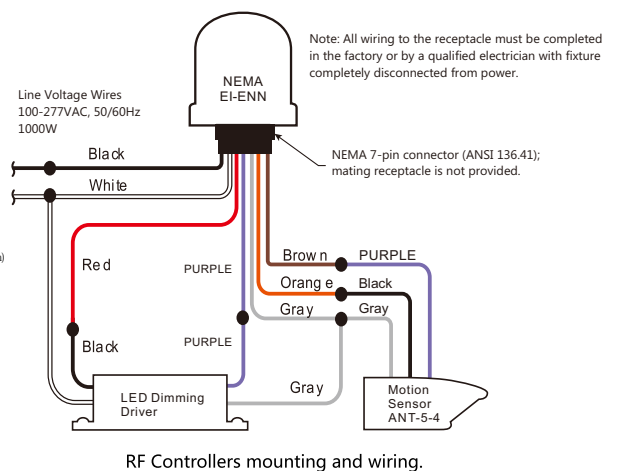 Note: All wiring to the receptacle must be completed
in the factory or by a qualified electrician with fixture
completely disconnected from power.
NEMA
EI-ENN
Line Voltage Wires
100-277VAC, 50/60Hz
1000W
Black
NEMA 7-pin connector (ANSI 136.41);
mating receptacle is not provided.
White
Brown
PURPLE
Red
PURPLE
Orange
Black
Gray
Gray
PURPLE
Black
Gray
LED Dimming
Driver
Motion
Sensor
ANT-5-4
RF Controllers mounting and wiring.